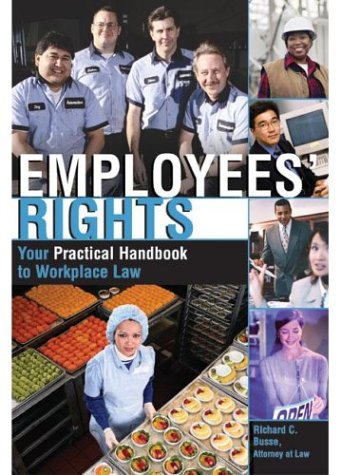 EMPLOYEES'
RIGHTS
Your Practical Handbook
to Workplace Law
OPEN
Richard C.
Busse,
Attorney at Law